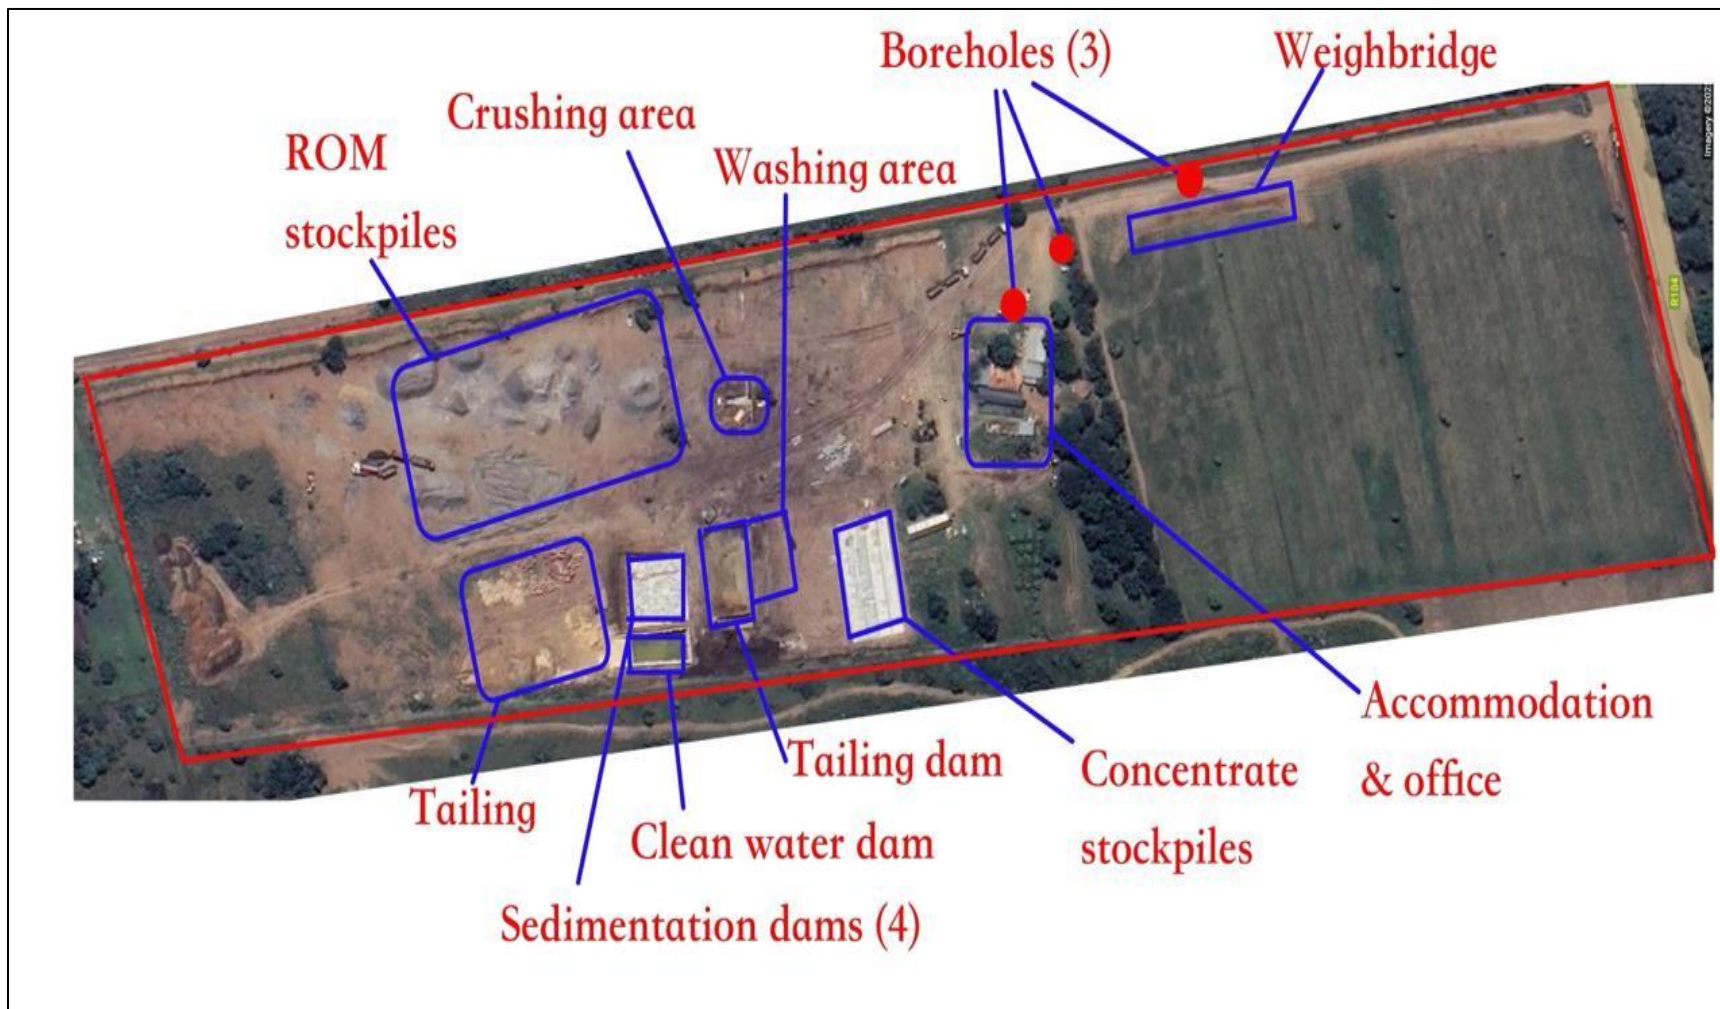 Boreholes (3)
Weighbridge
Crushing area
ROM
stockpiles
Washing area
R104
Accommodation
& office
Tailing dam
Concentrate
stockpiles
Tailing
Clean water dam
Sedimentation dams (4)